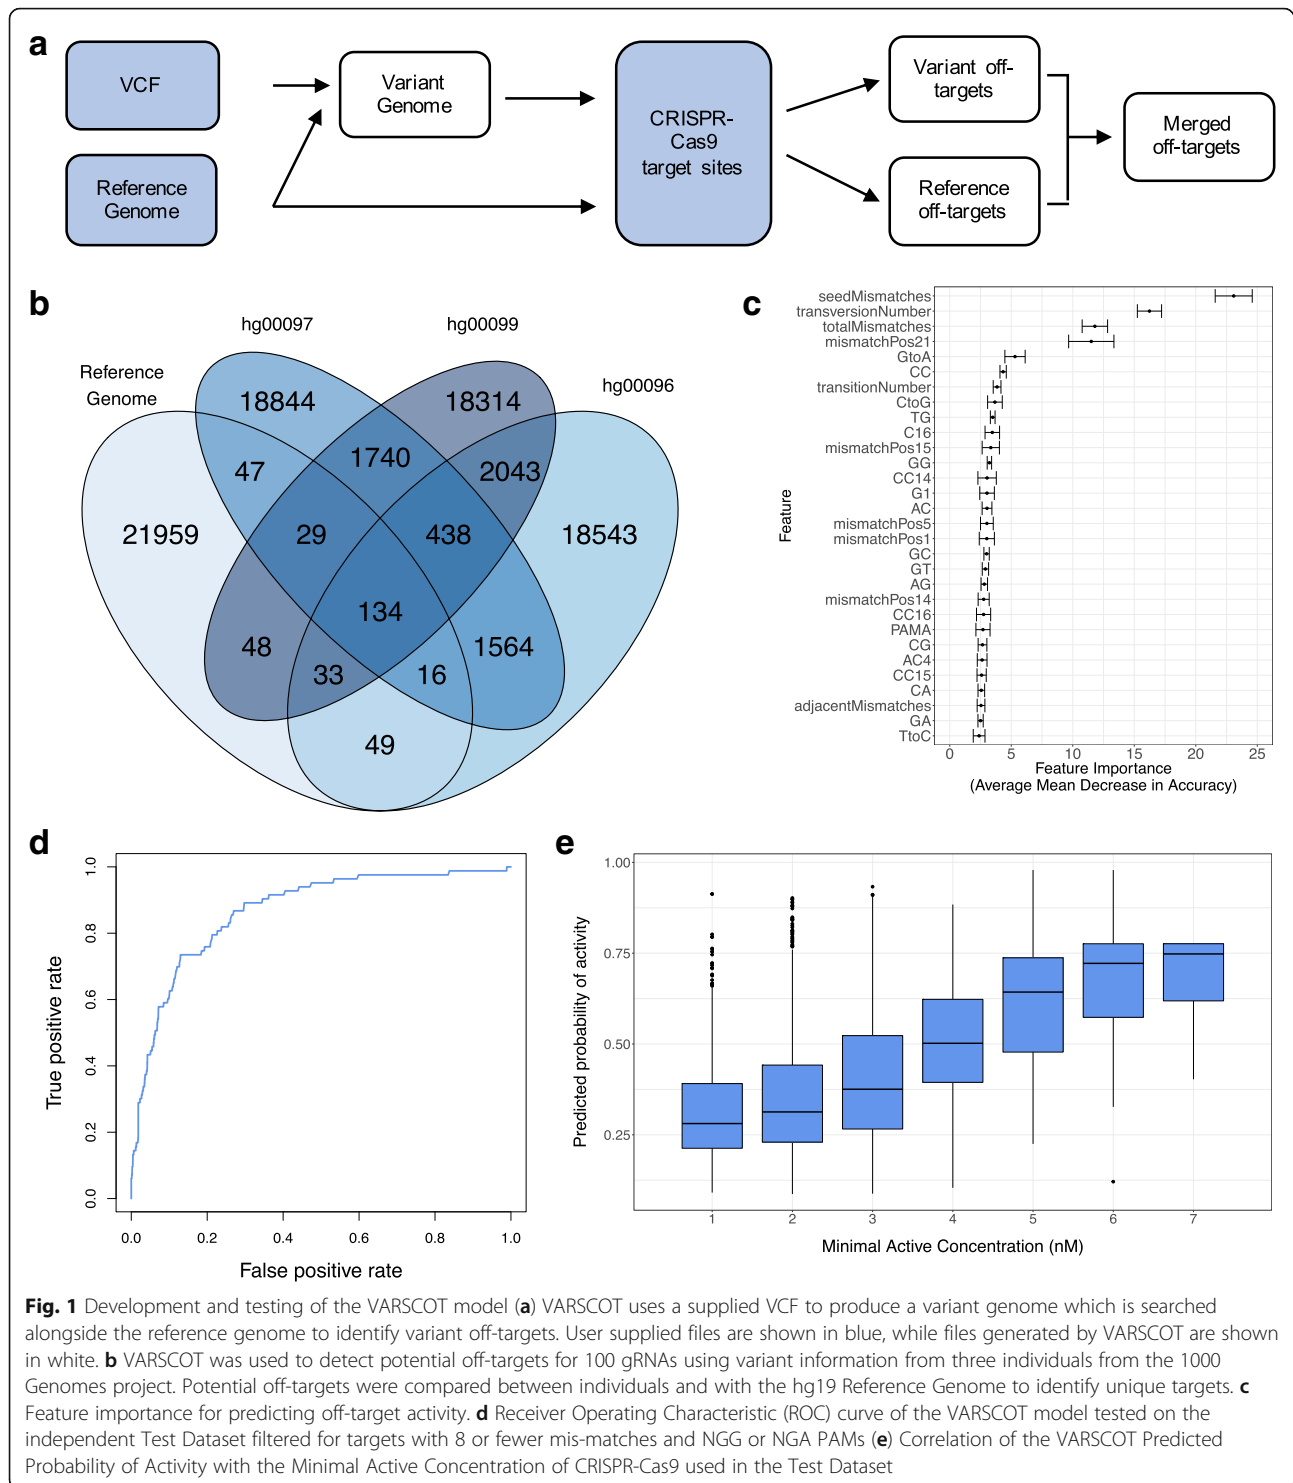 a
VCF
Reference
Genome
Variant
Genome
CRISPR-
Cas9
target sites
Variant off-
targets
Reference
off-targets
Merged
off-targets
b
hg00097
hg00099
hg00096
Reference
Genome
18844
18314
47
1740
2043
21959
29
438
18543
134
48
33
16
1564
49
c
Feature
seedMismatches
transversionNumber
totalMismatches
mismatchPos21
GtoA
CC
transitionNumber
CtoG
TG
C16
mismatchPos15
GG
CC14
G1
AC
mismatchPos5
mismatchPos1
GC
GT
AG
mismatchPos14
CC16
PAMA
CG
AC4
CC15
CA
adjacentMismatches
GA
TtoC
0 5 10 15 20 25
Feature Importance
(Average Mean Decrease in Accuracy)
d
True positive rate
1.0
0.8
0.6
0.4
0.2
0.0
0.0 0.2 0.4 0.6 0.8 1.0
False positive rate
e
Predicted probability of activity
1.00
0.75
0.50
0.25
1 2 3 4 5 6 7
Minimal Active Concentration (nM)
Fig. 1 Development and testing of the VARSCOT model (a) VARSCOT uses a supplied VCF to produce a variant genome which is searched
alongside the reference genome to identify variant off-targets. User supplied files are shown in blue, while files generated by VARSCOT are shown
in white. b VARSCOT was used to detect potential off-targets for 100 gRNAs using variant information from three individuals from the 1000
Genomes project. Potential off-targets were compared between individuals and with the hg19 Reference Genome to identify unique targets. c
Feature importance for predicting off-target activity. d Receiver Operating Characteristic (ROC) curve of the VARSCOT model tested on the
independent Test Dataset filtered for targets with 8 or fewer mis-matches and NGG or NGA PAMs (e) Correlation of the VARSCOT Predicted
Probability of Activity with the Minimal Active Concentration of CRISPR-Cas9 used in the Test Dataset